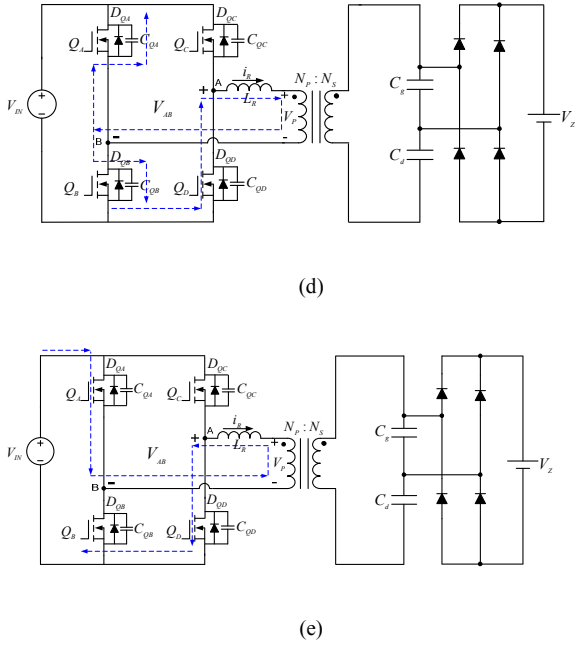 D_QA D_QC
Q_A C_QA Q_C C_QC
+ A i_R N_P : N_S
L_R
V_IN V_AB + V_P - C_g V_Z
B -
D_QB D_QD C_d
Q_B C_QB Q_D C_QD
(d)
D_QA D_QC
Q_A C_QA Q_C C_QC
+ A i_R N_P : N_S
L_R
V_IN V_AB + V_P - C_g V_Z
B -
D_QB D_QD C_d
Q_B C_QB Q_D C_QD
(e)